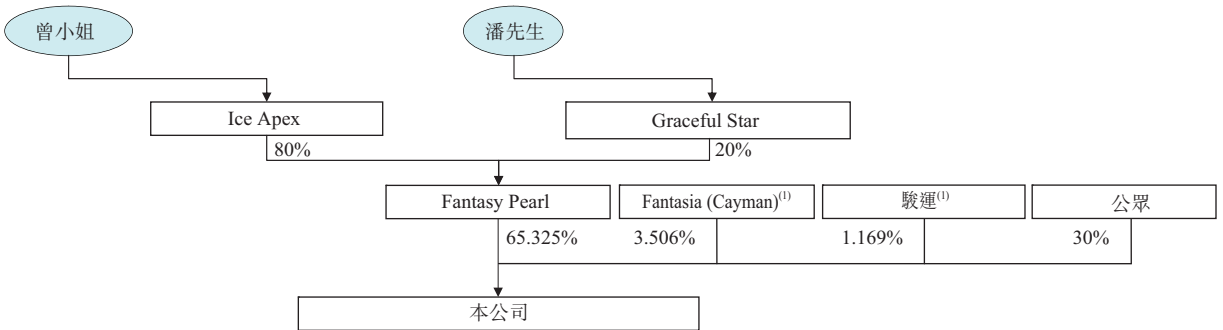 曾小姐
潘先生
Ice Apex
Graceful Star
80%
20%
Fantasy Pearl
Fantasia (Cayman)(1)
駿運(1)
公眾
65.325%
3.506%
1.169%
30%
本公司